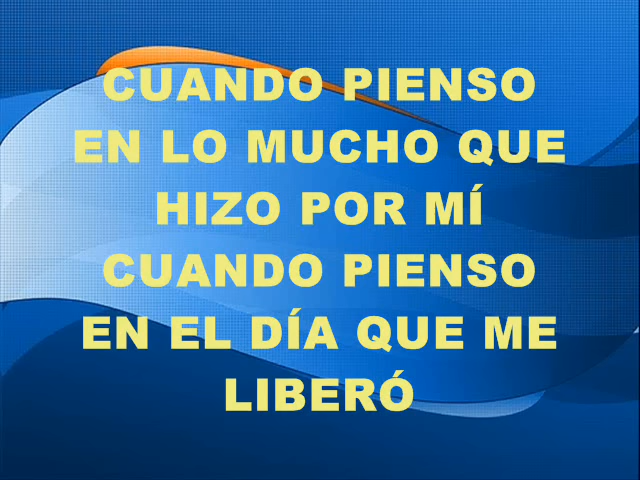 CUANDO PIENSO
EN LO MUCHO QUE
HIZO POR MÍ
CUANDO PIENSO
EN EL DÍA QUE ME
LIBERÓ